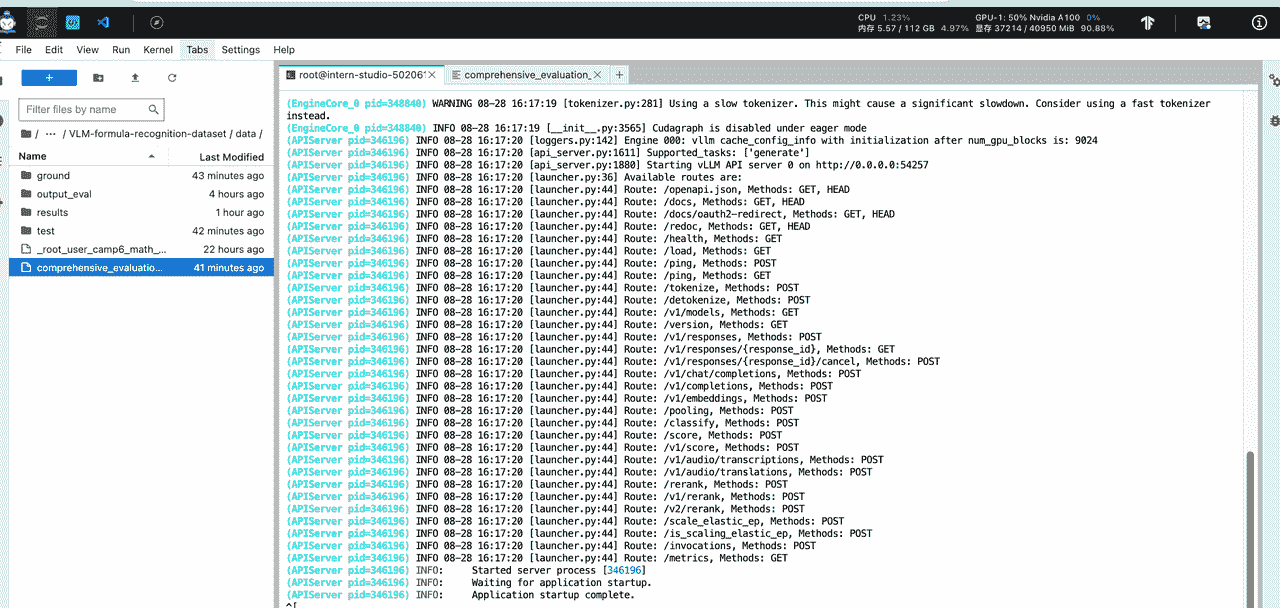 CPU 1.23% GPU-1: 50% Nvidia A100 0%
内存 5.57 / 112 GB 4.97% 显存 37214 / 40950 MiB 90.88%
File Edit View Run Kernel Tabs Settings Help
root@intern-studio-50206
comprehensive_evaluation_
Filter files by name
/ ··· / VLM-formula-recognition-dataset / data /
Name Last Modified
ground 43 minutes ago
output_eval 4 hours ago
results 1 hour ago
test 42 minutes ago
_root_user_camp6_math_... 22 hours ago
comprehensive_evaluatio... 41 minutes ago
(EngineCore_0 pid=348840) WARNING 08-28 16:17:19 [tokenizer.py:281] Using a slow tokenizer. This might cause a significant slowdown. Consider using a fast tokenizer
instead.
(EngineCore_0 pid=348840) INFO 08-28 16:17:19 [__init__.py:3565] Cudagraph is disabled under eager mode
(APIServer pid=346196) INFO 08-28 16:17:20 [loggers.py:142] Engine 000: vllm cache_config_info with initialization after num_gpu_blocks is: 9024
(APIServer pid=346196) INFO 08-28 16:17:20 [api_server.py:1611] Supported_tasks: ['generate']
(APIServer pid=346196) INFO 08-28 16:17:20 [api_server.py:1880] Starting vLLM API server 0 on http://0.0.0.0:54257
(APIServer pid=346196) INFO 08-28 16:17:20 [launcher.py:36] Available routes are:
(APIServer pid=346196) INFO 08-28 16:17:20 [launcher.py:44] Route: /openapi.json, Methods: GET, HEAD
(APIServer pid=346196) INFO 08-28 16:17:20 [launcher.py:44] Route: /docs, Methods: GET, HEAD
(APIServer pid=346196) INFO 08-28 16:17:20 [launcher.py:44] Route: /docs/oauth2-redirect, Methods: GET, HEAD
(APIServer pid=346196) INFO 08-28 16:17:20 [launcher.py:44] Route: /redoc, Methods: GET, HEAD
(APIServer pid=346196) INFO 08-28 16:17:20 [launcher.py:44] Route: /health, Methods: GET
(APIServer pid=346196) INFO 08-28 16:17:20 [launcher.py:44] Route: /load, Methods: GET
(APIServer pid=346196) INFO 08-28 16:17:20 [launcher.py:44] Route: /ping, Methods: POST
(APIServer pid=346196) INFO 08-28 16:17:20 [launcher.py:44] Route: /ping, Methods: GET
(APIServer pid=346196) INFO 08-28 16:17:20 [launcher.py:44] Route: /tokenize, Methods: POST
(APIServer pid=346196) INFO 08-28 16:17:20 [launcher.py:44] Route: /detokenize, Methods: POST
(APIServer pid=346196) INFO 08-28 16:17:20 [launcher.py:44] Route: /v1/models, Methods: GET
(APIServer pid=346196) INFO 08-28 16:17:20 [launcher.py:44] Route: /version, Methods: GET
(APIServer pid=346196) INFO 08-28 16:17:20 [launcher.py:44] Route: /v1/responses, Methods: POST
(APIServer pid=346196) INFO 08-28 16:17:20 [launcher.py:44] Route: /v1/responses/{response_id}, Methods: GET
(APIServer pid=346196) INFO 08-28 16:17:20 [launcher.py:44] Route: /v1/responses/{response_id}/cancel, Methods: POST
(APIServer pid=346196) INFO 08-28 16:17:20 [launcher.py:44] Route: /v1/chat/completions, Methods: POST
(APIServer pid=346196) INFO 08-28 16:17:20 [launcher.py:44] Route: /v1/completions, Methods: POST
(APIServer pid=346196) INFO 08-28 16:17:20 [launcher.py:44] Route: /v1/embeddings, Methods: POST
(APIServer pid=346196) INFO 08-28 16:17:20 [launcher.py:44] Route: /pooling, Methods: POST
(APIServer pid=346196) INFO 08-28 16:17:20 [launcher.py:44] Route: /classify, Methods: POST
(APIServer pid=346196) INFO 08-28 16:17:20 [launcher.py:44] Route: /score, Methods: POST
(APIServer pid=346196) INFO 08-28 16:17:20 [launcher.py:44] Route: /v1/score, Methods: POST
(APIServer pid=346196) INFO 08-28 16:17:20 [launcher.py:44] Route: /v1/audio/transcriptions, Methods: POST
(APIServer pid=346196) INFO 08-28 16:17:20 [launcher.py:44] Route: /v1/audio/translations, Methods: POST
(APIServer pid=346196) INFO 08-28 16:17:20 [launcher.py:44] Route: /rerank, Methods: POST
(APIServer pid=346196) INFO 08-28 16:17:20 [launcher.py:44] Route: /v1/rerank, Methods: POST
(APIServer pid=346196) INFO 08-28 16:17:20 [launcher.py:44] Route: /v2/rerank, Methods: POST
(APIServer pid=346196) INFO 08-28 16:17:20 [launcher.py:44] Route: /scale_elastic_ep, Methods: POST
(APIServer pid=346196) INFO 08-28 16:17:20 [launcher.py:44] Route: /is_scaling_elastic_ep, Methods: POST
(APIServer pid=346196) INFO 08-28 16:17:20 [launcher.py:44] Route: /invocations, Methods: POST
(APIServer pid=346196) INFO 08-28 16:17:20 [launcher.py:44] Route: /metrics, Methods: GET
(APIServer pid=346196) INFO: Started server process [346196]
(APIServer pid=346196) INFO: Waiting for application startup.
(APIServer pid=346196) INFO: Application startup complete.
^[